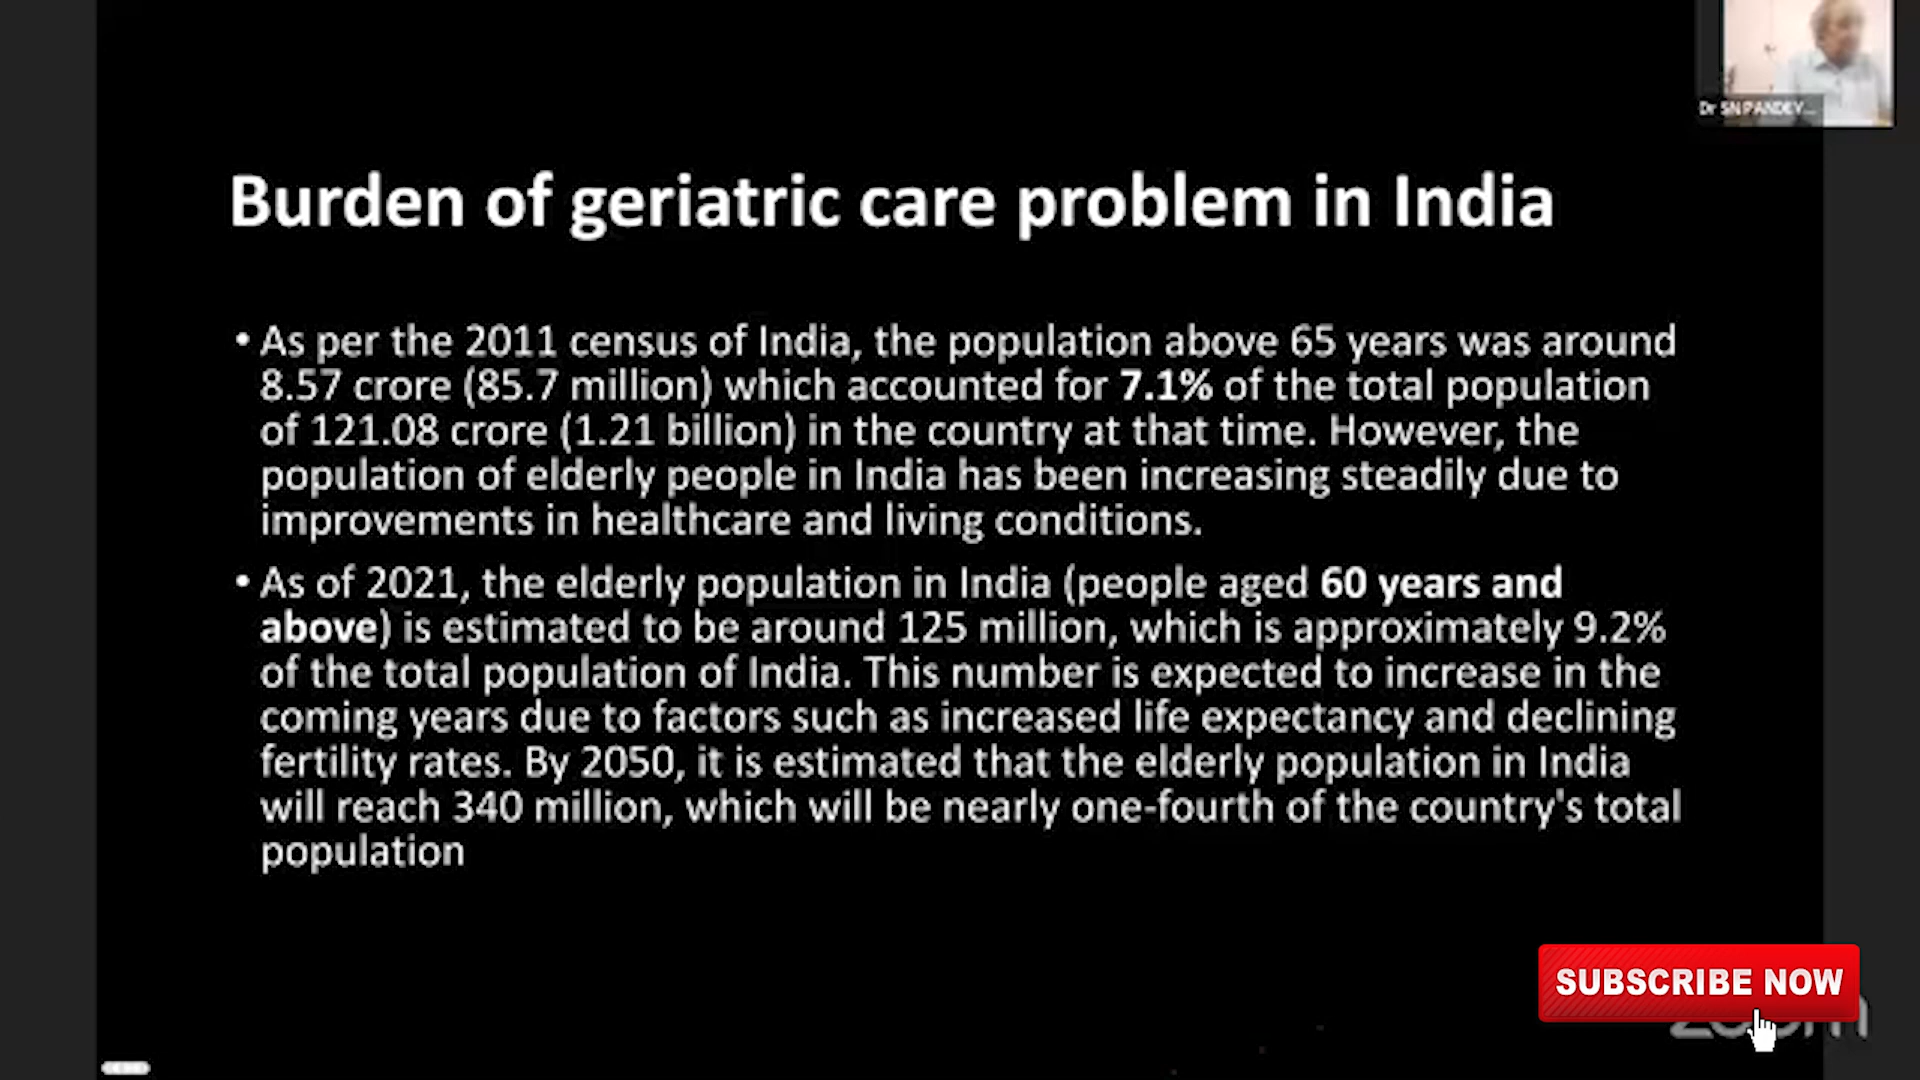 Dr SN PANDEY...
Burden of geriatric care problem in India
• As per the 2011 census of India, the population above 65 years was around
8.57 crore (85.7 million) which accounted for 7.1% of the total population
of 121.08 crore (1.21 billion) in the country at that time. However, the
population of elderly people in India has been increasing steadily due to
improvements in healthcare and living conditions.
• As of 2021, the elderly population in India (people aged 60 years and
above) is estimated to be around 125 million, which is approximately 9.2%
of the total population of India. This number is expected to increase in the
coming years due to factors such as increased life expectancy and declining
fertility rates. By 2050, it is estimated that the elderly population in India
will reach 340 million, which will be nearly one-fourth of the country's total
population
SUBSCRIBE NOW